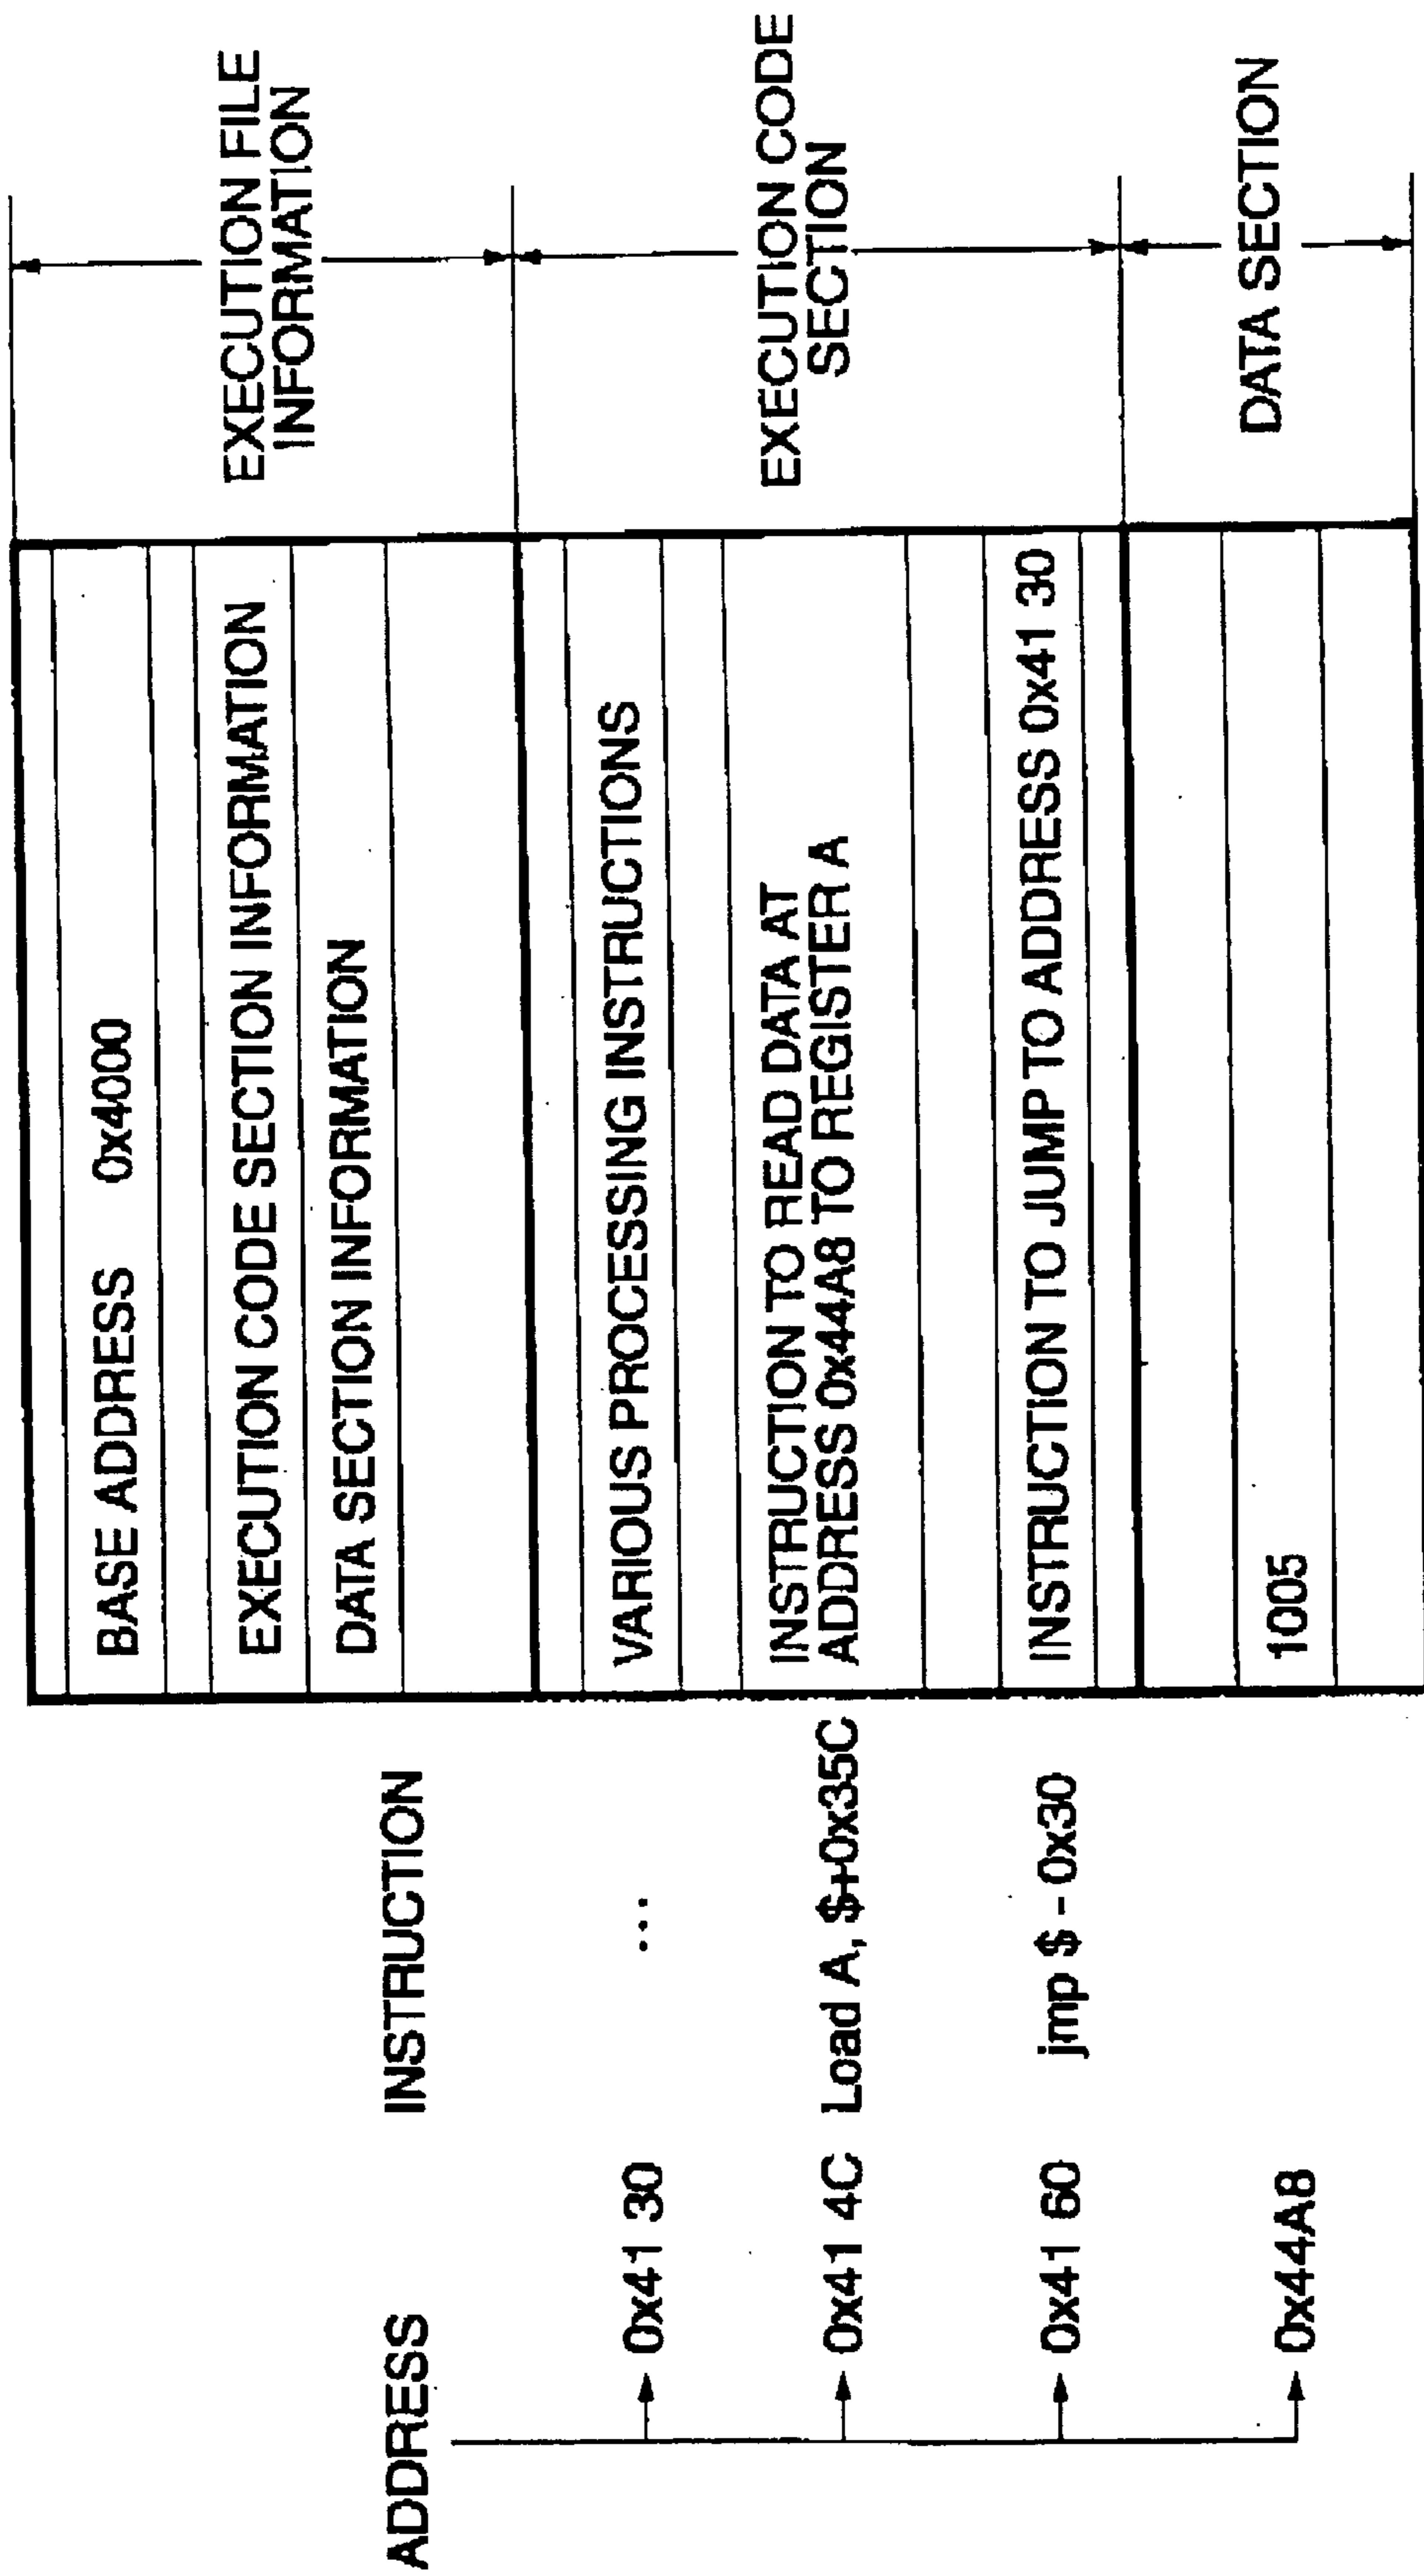 BASE ADDRESS 0x4000
EXECUTION CODE SECTION INFORMATION
DATA SECTION INFORMATION
EXECUTION FILE
INFORMATION
ADDRESS INSTRUCTION
0x41 30 ... VARIOUS PROCESSING INSTRUCTIONS
0x41 4C Load A, $+0x35C
INSTRUCTION TO READ DATA AT
ADDRESS 0x44A8 TO REGISTER A
EXECUTION CODE
SECTION
0x41 60 jmp $ - 0x30 INSTRUCTION TO JUMP TO ADDRESS 0x41 30
0x44A8 1005
DATA SECTION